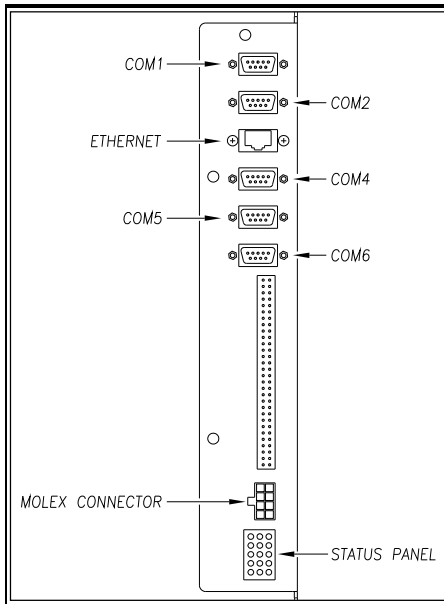 COM1
COM2
ETHERNET
COM4
COM5
COM6
MOLEX CONNECTOR
STATUS PANEL